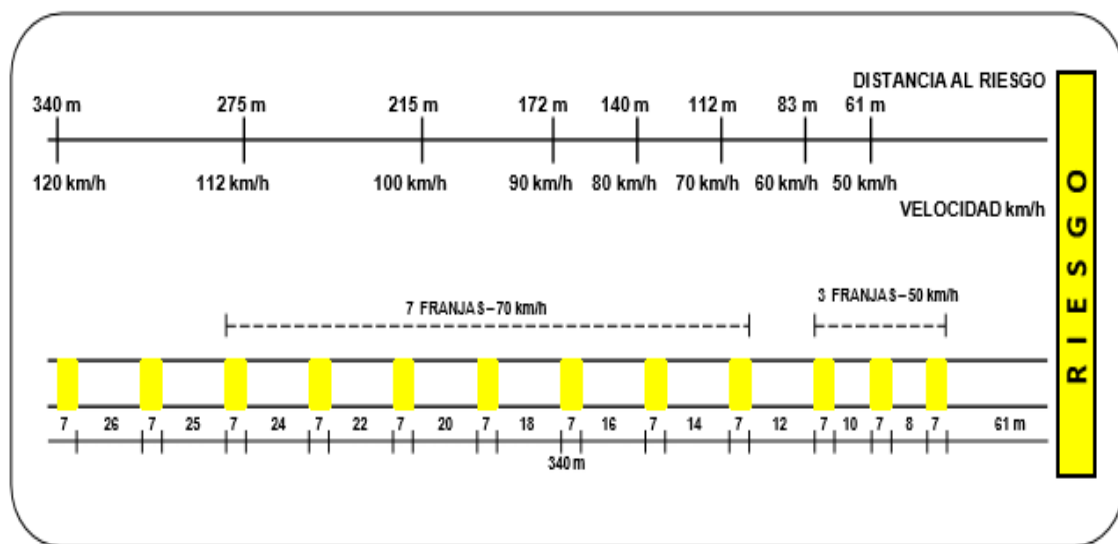 DISTANCIA AL RIESGO
340 m 275 m 215 m 172 m 140 m 112 m 83 m 61 m
120 km/h 112 km/h 100 km/h 90 km/h 80 km/h 70 km/h 60 km/h 50 km/h
VELOCIDAD km/h
7 FRANJAS–70 km/h 3 FRANJAS–50 km/h
7 26 7 25 7 24 7 22 7 20 7 18 7 16 7 14 7 12 7 10 7 8 7 61 m
340 m
RIESGO